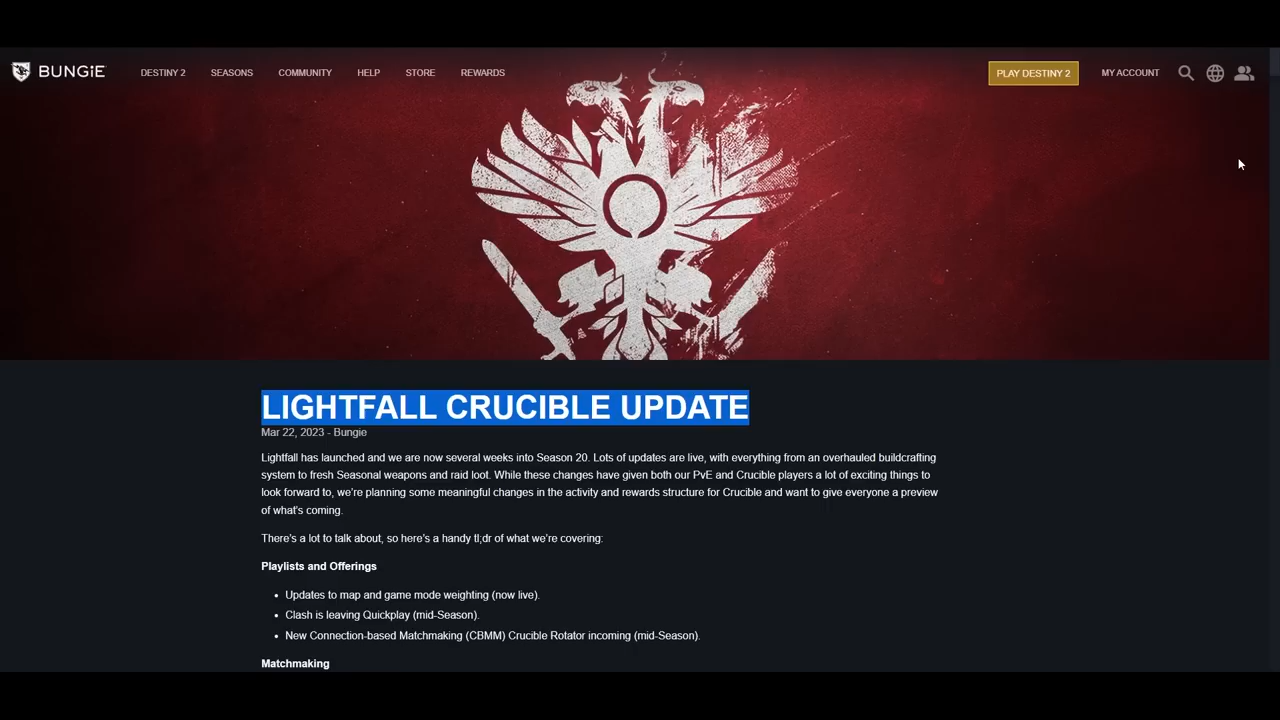 BUNGiE DESTINY 2 SEASONS COMMUNITY HELP STORE REWARDS PLAY DESTINY 2 MY ACCOUNT
LIGHTFALL CRUCIBLE UPDATE
Mar 22, 2023 - Bungie
Lightfall has launched and we are now several weeks into Season 20. Lots of updates are live, with everything from an overhauled buildcrafting
system to fresh Seasonal weapons and raid loot. While these changes have given both our PvE and Crucible players a lot of exciting things to
look forward to, we're planning some meaningful changes in the activity and rewards structure for Crucible and want to give everyone a preview
of what's coming.
There's a lot to talk about, so here's a handy tl;dr of what we're covering:
Playlists and Offerings
• Updates to map and game mode weighting (now live).
• Clash is leaving Quickplay (mid-Season).
• New Connection-based Matchmaking (CBMM) Crucible Rotator incoming (mid-Season).
Matchmaking